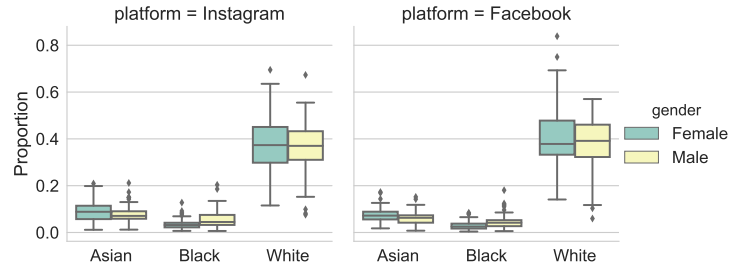 platform = Instagram
platform = Facebook
Proportion
0.8
0.6
0.4
0.2
0.0
Asian
Black
White
Asian
Black
White
gender
Female
Male